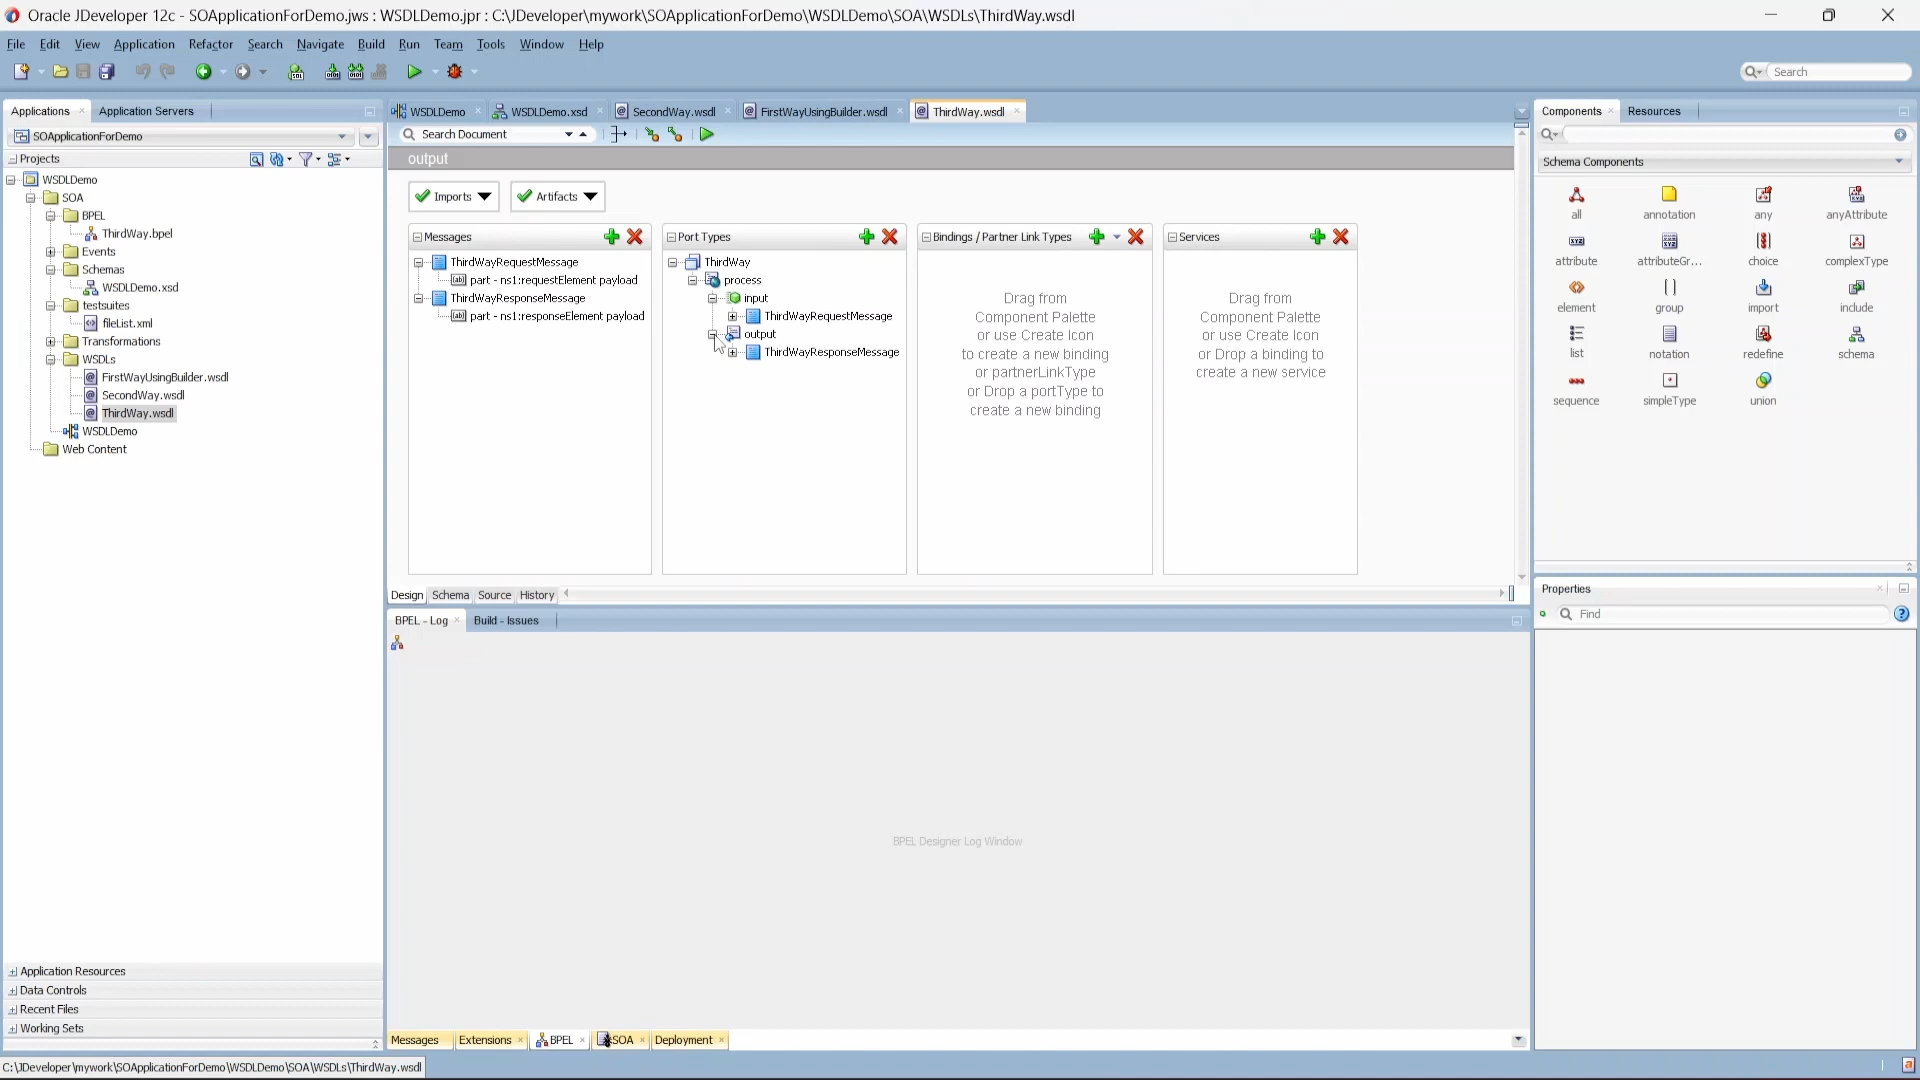 Oracle JDeveloper 12c - SOApplicationForDemo.jws : WSDLDemo.jpr : C:\JDeveloper\mywork\SOApplicationForDemo\WSDLDemo\SOA\WSDLs\ThirdWay.wsdl
File Edit View Application Refactor Search Navigate Build Run Team Tools Window Help
Search
Applications Application Servers
SOApplicationForDemo
Projects
WSDLDemo
SOA
BPEL
ThirdWay.bpel
Events
Schemas
WSDLDemo.xsd
testsuites
fileList.xml
Transformations
WSDLs
FirstWayUsingBuilder.wsdl
SecondWay.wsdl
ThirdWay.wsdl
WSDLDemo
Web Content
Application Resources
Data Controls
Recent Files
Working Sets
WSDLDemo WSDLDemo.xsd SecondWay.wsdl FirstWayUsingBuilder.wsdl ThirdWay.wsdl
Search Document
output
Imports Artifacts
Messages
ThirdWayRequestMessage
part - ns1:requestElement payload
ThirdWayResponseMessage
part - ns1:responseElement payload
Port Types
ThirdWay
process
input
ThirdWayRequestMessage
output
ThirdWayResponseMessage
Bindings / Partner Link Types
Drag from
Component Palette
or use Create Icon
to create a new binding
or partnerLinkType
or Drop a portType to
create a new binding
Services
Drag from
Component Palette
or use Create Icon
or Drop a binding to
create a new service
Design Schema Source History
BPEL - Log Build - Issues
BPEL Designer Log Window
Messages Extensions BPEL SOA Deployment
Components Resources
Schema Components
all annotation any anyAttribute
attribute attributeGr... choice complexType
element group import include
list notation redefine schema
sequence simpleType union
Properties
Find
C:\JDeveloper\mywork\SOApplicationForDemo\WSDLDemo\SOA\WSDLs\ThirdWay.wsdl